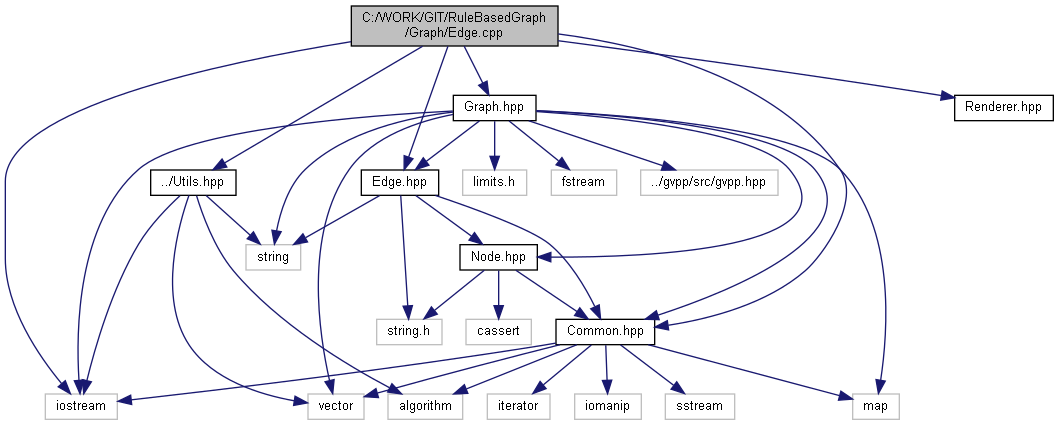 C:/WORK/GIT/RuleBasedGraph
/Graph/Edge.cpp
Graph.hpp
Renderer.hpp
../Utils.hpp
Edge.hpp
limits.h
fstream
../gvpp/src/gvpp.hpp
string
Node.hpp
string.h
cassert
Common.hpp
iostream
vector
algorithm
iterator
iomanip
sstream
map